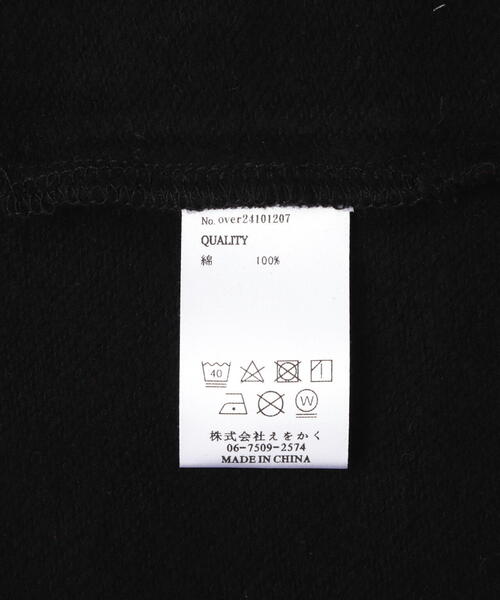 No. over24101207
QUALITY
綿 100%
40
W
株式会社えをかく
06-7509-2574
MADE IN CHINA